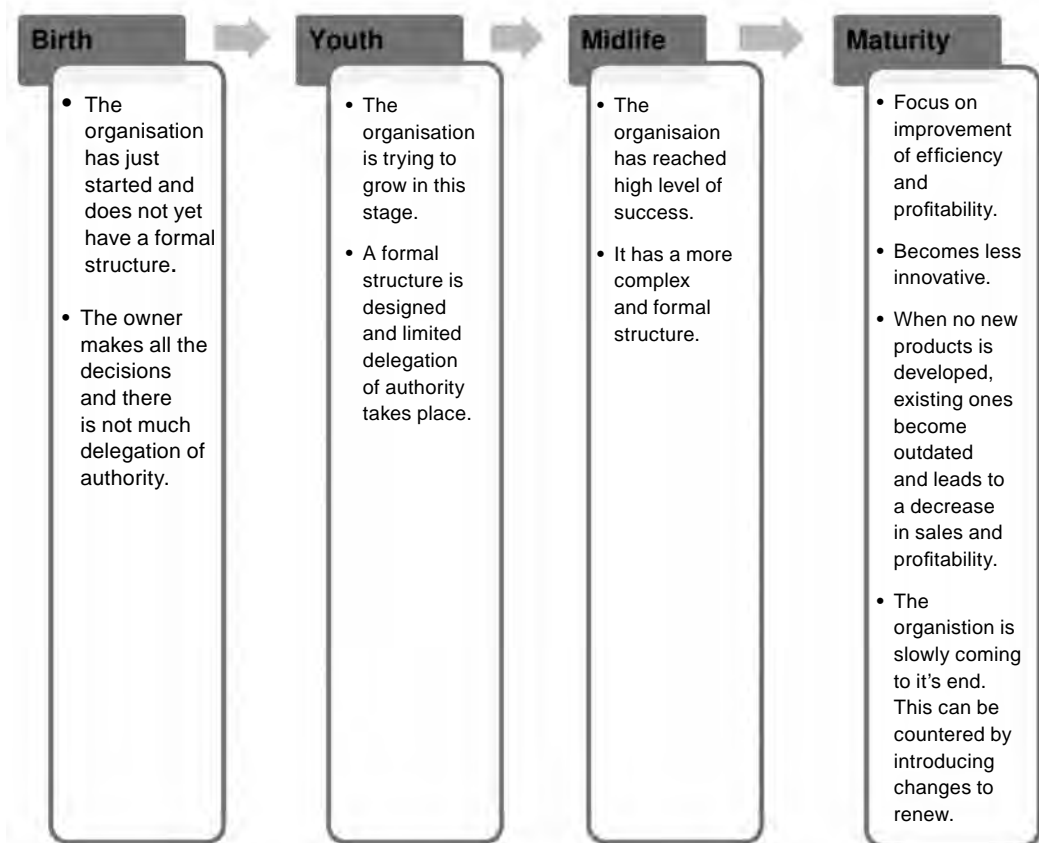 Birth
• The
organisation
has just
started and
does not yet
have a formal
structure.
• The owner
makes all the
decisions
and there
is not much
delegation of
authority.
Youth
• The
organisation
is trying to
grow in this
stage.
• A formal
structure is
designed
and limited
delegation
of authority
takes place.
Midlife
• The
organisaion
has reached
high level of
success.
• It has a more
complex
and formal
structure.
Maturity
• Focus on
improvement
of efficiency
and
profitability.
• Becomes less
innovative.
• When no new
products is
developed,
existing ones
become
outdated
and leads to
a decrease
in sales and
profitability.
• The
organistion is
slowly coming
to it’s end.
This can be
countered by
introducing
changes to
renew.